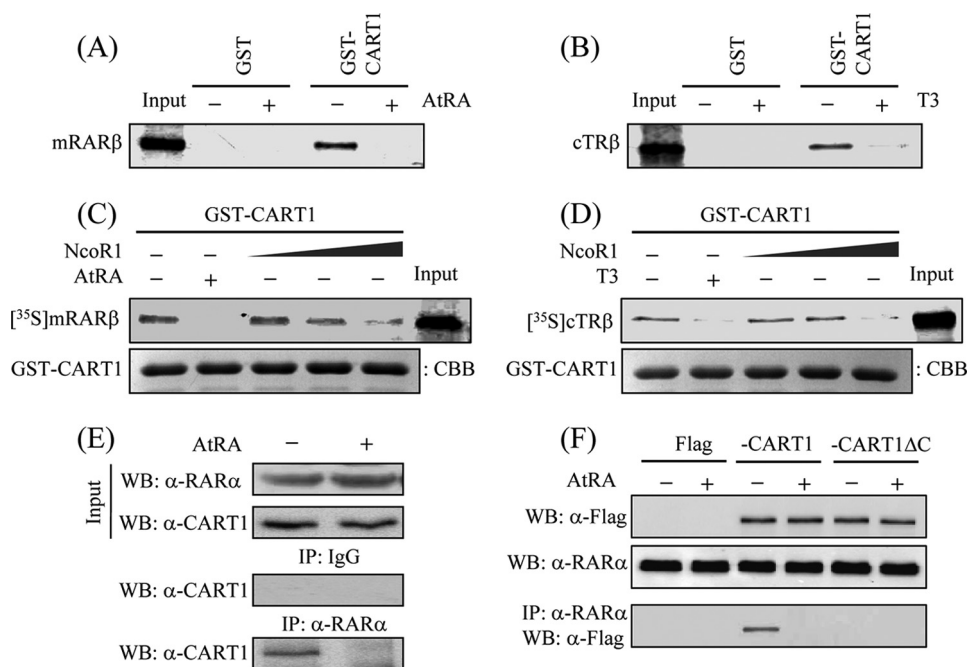 (A)
GST
GST-CART1
Input − + − + AtRA
mRARβ
(B)
GST
GST-CART1
Input − + − + T3
cTRβ
(C)
GST-CART1
NcoR1 − −
AtRA − + − − − Input
[³⁵S]mRARβ
GST-CART1 : CBB
(D)
GST-CART1
NcoR1 − −
T3 − + − − − Input
[³⁵S]cTRβ
GST-CART1 : CBB
(E)
AtRA − +
Input
WB: α-RARα
WB: α-CART1
IP: IgG
WB: α-CART1
IP: α-RARα
WB: α-CART1
(F)
Flag -CART1 -CART1ΔC
AtRA − + − + − +
WB: α-Flag
WB: α-RARα
IP: α-RARα
WB: α-Flag